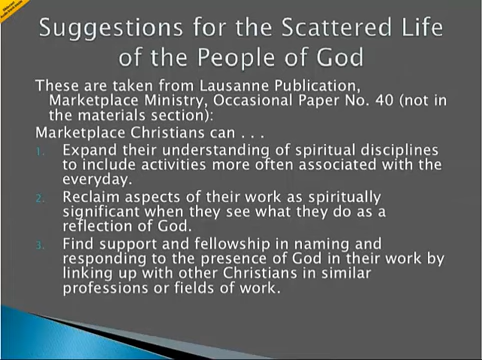 Suggestions for the Scattered Life
of the People of God
These are taken from Lausanne Publication,
Marketplace Ministry, Occasional Paper No. 40 (not in
the materials section):
Marketplace Christians can . . .
1. Expand their understanding of spiritual disciplines
to include activities more often associated with the
everyday.
2. Reclaim aspects of their work as spiritually
significant when they see what they do as a
reflection of God.
3. Find support and fellowship in naming and
responding to the presence of God in their work by
linking up with other Christians in similar
professions or fields of work.